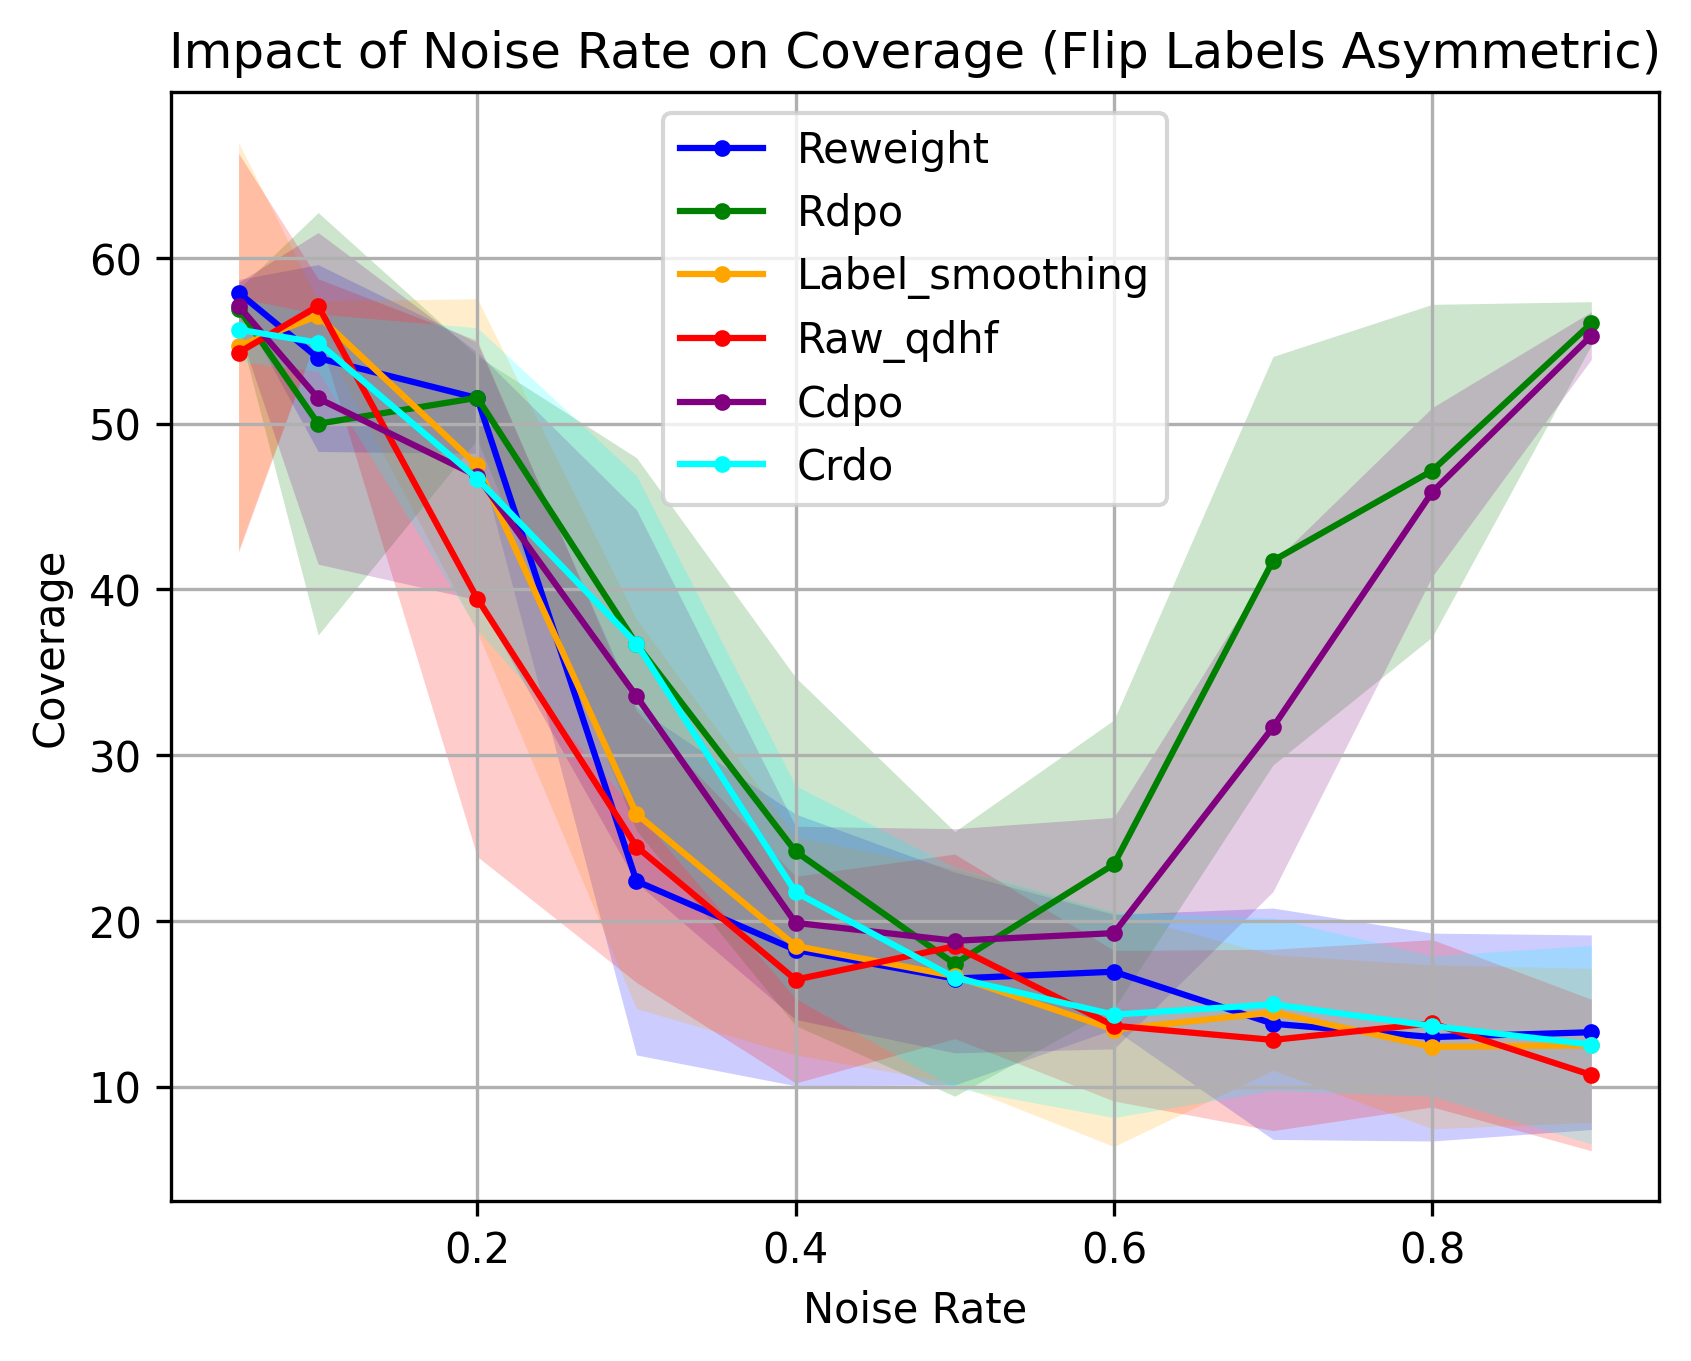 Impact of Noise Rate on Coverage (Flip Labels Asymmetric)
Reweight
Rdpo
Label_smoothing
Raw_qdhf
Cdpo
Crdo
Coverage
60
50
40
30
20
10
0.2
0.4
0.6
0.8
Noise Rate